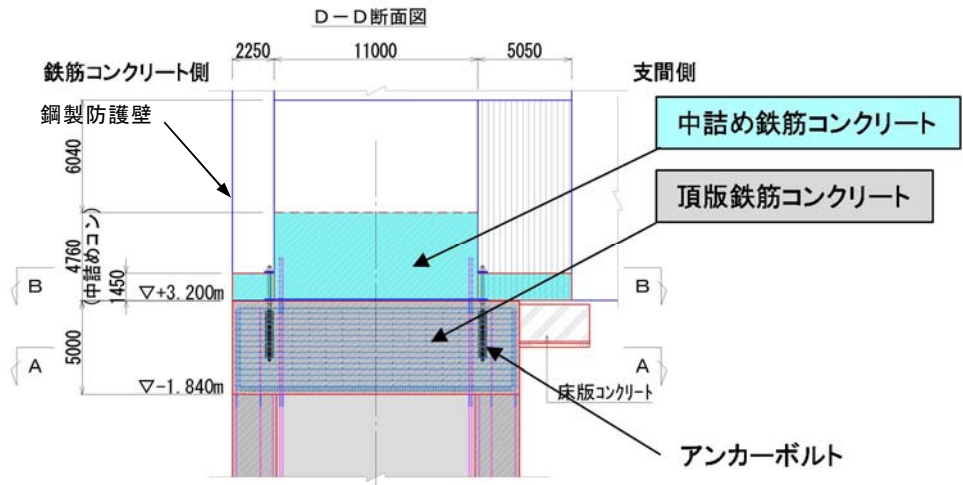 D－D断面図
2250
11000
5050
鉄筋コンクリート側
支間側
鋼製防護壁
中詰め鉄筋コンクリート
6040
頂版鉄筋コンクリート
4760
(中詰めコン)
1450
B
▽+3.200m
B
5000
A
A
▽-1.840m
床版コンクリート
アンカーボルト